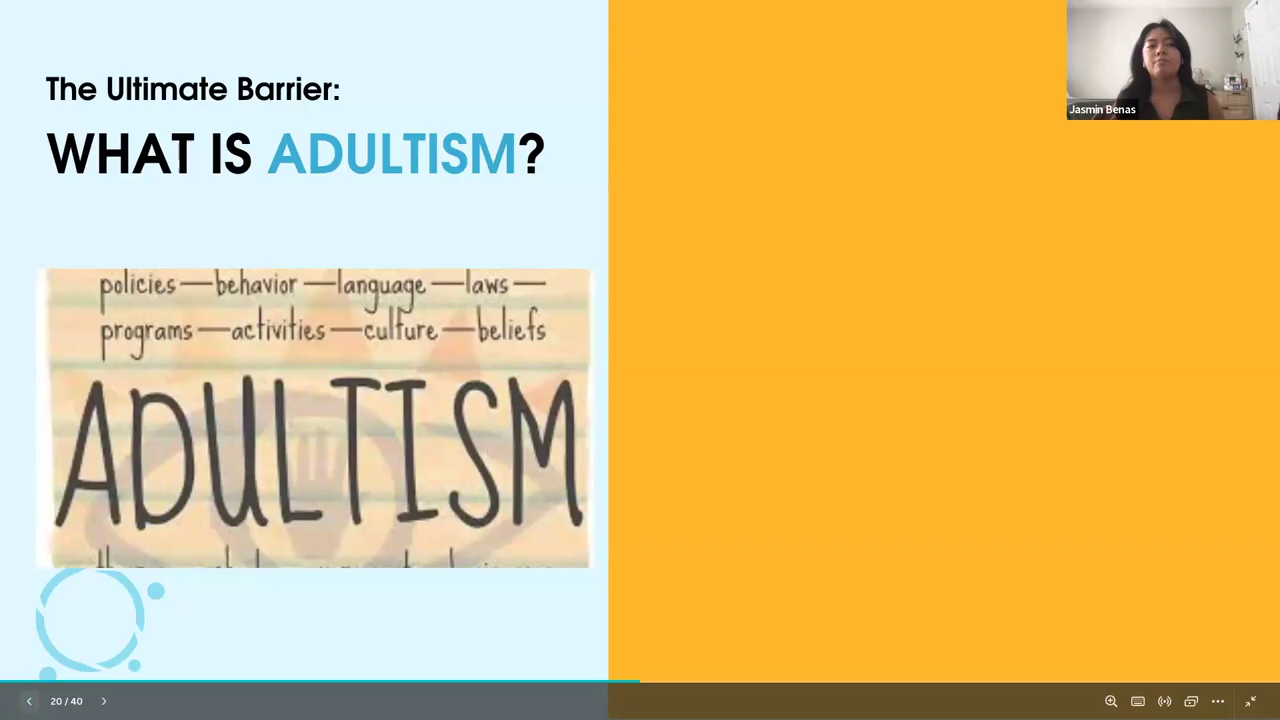 The Ultimate Barrier:
WHAT IS ADULTISM?
Jasmin Benas
policies—behavior—language—laws—
programs—activities—culture—beliefs
ADULTISM
20 / 40